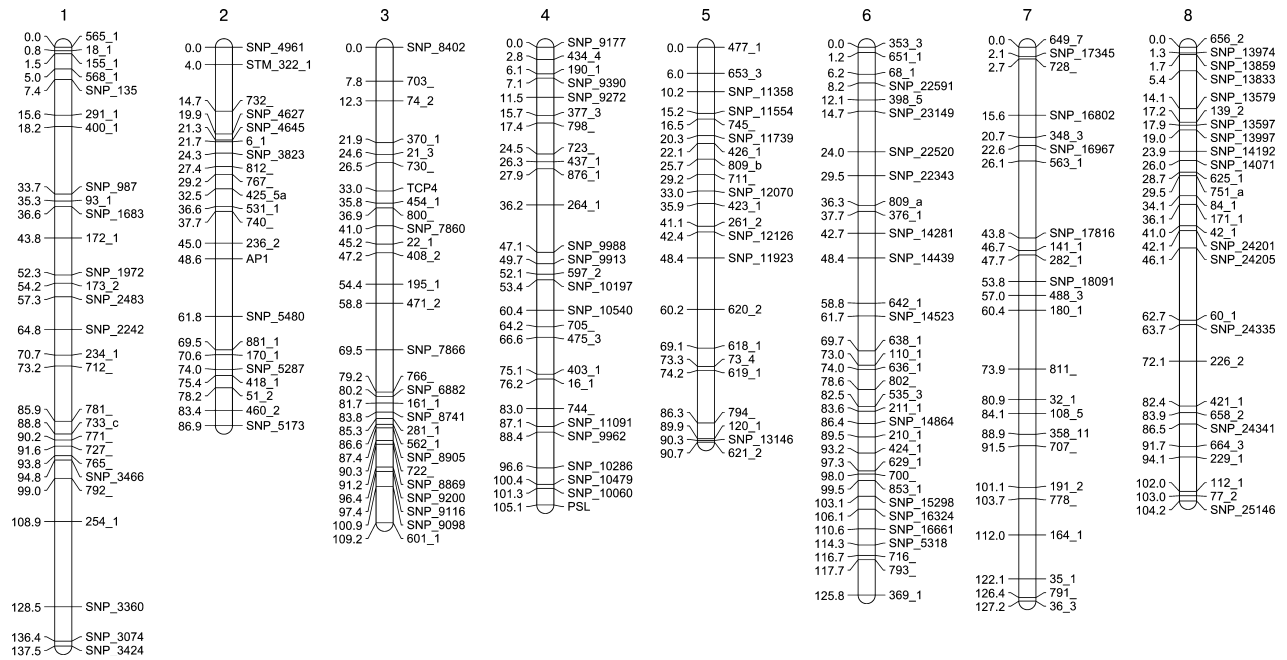 1
0.0 565_1
0.8 18_1
1.5 155_1
5.0 568_1
7.4 SNP_135
15.6 291_1
18.2 400_1
33.7 SNP_987
35.3 93_1
36.6 SNP_1683
43.8 172_1
52.3 SNP_1972
54.2 173_2
57.3 SNP_2483
64.8 SNP_2242
70.7 234_1
73.2 712_
85.9 781_
88.8 733_c
90.2 771_
91.6 727_
93.8 765_
94.8 SNP_3466
99.0 792_
108.9 254_1
128.5 SNP_3360
136.4 SNP_3074
137.5 SNP_3424
2
0.0 SNP_4961
4.0 STM_322_1
14.7 732_
19.9 SNP_4627
21.3 SNP_4645
21.7 6_1
24.3 SNP_3823
27.4 812_
29.2 767_
32.5 425_5a
36.6 531_1
37.7 740_
45.0 236_2
48.6 AP1
61.8 SNP_5480
69.5 881_1
70.6 170_1
74.0 SNP_5287
75.4 418_1
78.2 51_2
83.4 460_2
86.9 SNP_5173
3
0.0 SNP_8402
7.8 703_
12.3 74_2
21.9 370_1
24.6 21_3
26.5 730_
33.0 TCP4
35.8 454_1
36.9 800_
41.0 SNP_7860
45.2 22_1
47.2 408_2
54.4 195_1
58.8 471_2
69.5 SNP_7866
79.2 766_
80.2 SNP_6882
81.7 161_1
83.8 SNP_8741
85.3 281_1
86.6 562_1
87.4 SNP_8905
90.3 722_
91.2 SNP_8869
96.4 SNP_9200
97.4 SNP_9116
100.9 SNP_9098
109.2 601_1
4
0.0 SNP_9177
2.8 434_4
6.1 190_1
7.1 SNP_9390
11.5 SNP_9272
15.7 377_3
17.4 798_
24.5 723_
26.3 437_1
27.9 876_1
36.2 264_1
47.1 SNP_9988
49.7 SNP_9913
52.1 597_2
53.4 SNP_10197
60.4 SNP_10540
64.2 705_
66.6 475_3
75.1 403_1
76.2 16_1
83.0 744_
87.1 SNP_11091
88.4 SNP_9962
96.6 SNP_10286
100.4 SNP_10479
101.3 SNP_10060
105.1 PSL
5
0.0 477_1
6.0 653_3
10.2 SNP_11358
15.2 SNP_11554
16.5 745_
20.3 SNP_11739
22.1 426_1
25.7 809_b
29.2 711_
33.0 SNP_12070
35.9 423_1
41.1 261_2
42.4 SNP_12126
48.4 SNP_11923
60.2 620_2
69.1 618_1
73.3 73_4
74.2 619_1
86.3 794_
89.9 120_1
90.3 SNP_13146
90.7 621_2
6
0.0 353_3
1.2 651_1
6.2 68_1
8.2 SNP_22591
12.1 398_5
14.7 SNP_23149
24.0 SNP_22520
29.5 SNP_22343
36.3 809_a
37.7 376_1
42.7 SNP_14281
48.4 SNP_14439
58.8 642_1
61.7 SNP_14523
69.7 638_1
73.0 110_1
74.0 636_1
78.6 802_
82.5 535_3
83.6 211_1
86.4 SNP_14864
89.5 210_1
93.2 424_1
97.3 629_1
98.0 700_
99.5 853_1
103.1 SNP_15298
106.1 SNP_16324
110.6 SNP_16661
114.3 SNP_5318
116.7 716_
117.7 793_
125.8 369_1
7
0.0 649_7
2.1 SNP_17345
2.7 728_
15.6 SNP_16802
20.7 348_3
22.6 SNP_16967
26.1 563_1
43.8 SNP_17816
46.7 141_1
47.7 282_1
53.8 SNP_18091
57.0 488_3
60.4 180_1
73.9 811_
80.9 32_1
84.1 108_5
88.9 358_11
91.5 707_
101.1 191_2
103.7 778_
112.0 164_1
122.1 35_1
126.4 791_
127.2 36_3
8
0.0 656_2
1.3 SNP_13974
1.7 SNP_13859
5.4 SNP_13833
14.1 SNP_13579
17.2 139_2
17.9 SNP_13597
19.0 SNP_13997
23.9 SNP_14192
26.0 SNP_14071
28.7 625_1
29.5 751_a
34.1 84_1
36.1 171_1
41.0 42_1
42.1 SNP_24201
46.1 SNP_24205
62.7 60_1
63.7 SNP_24335
72.1 226_2
82.4 421_1
83.9 658_2
86.5 SNP_24341
91.7 664_3
94.1 229_1
102.0 112_1
103.0 77_2
104.2 SNP_25146